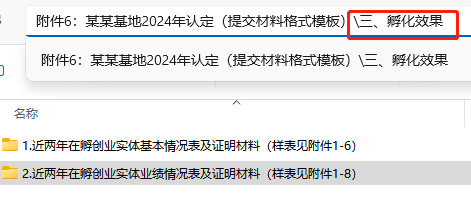 附件6：某某基地2024年认定（提交材料格式模板）\三、孵化效果
附件6：某某基地2024年认定（提交材料格式模板）\三、孵化效果
名称
1.近两年在孵创业实体基本情况表及证明材料（样表见附件1-6）
2.近两年在孵创业实体业绩情况表及证明材料（样表见附件1-8）